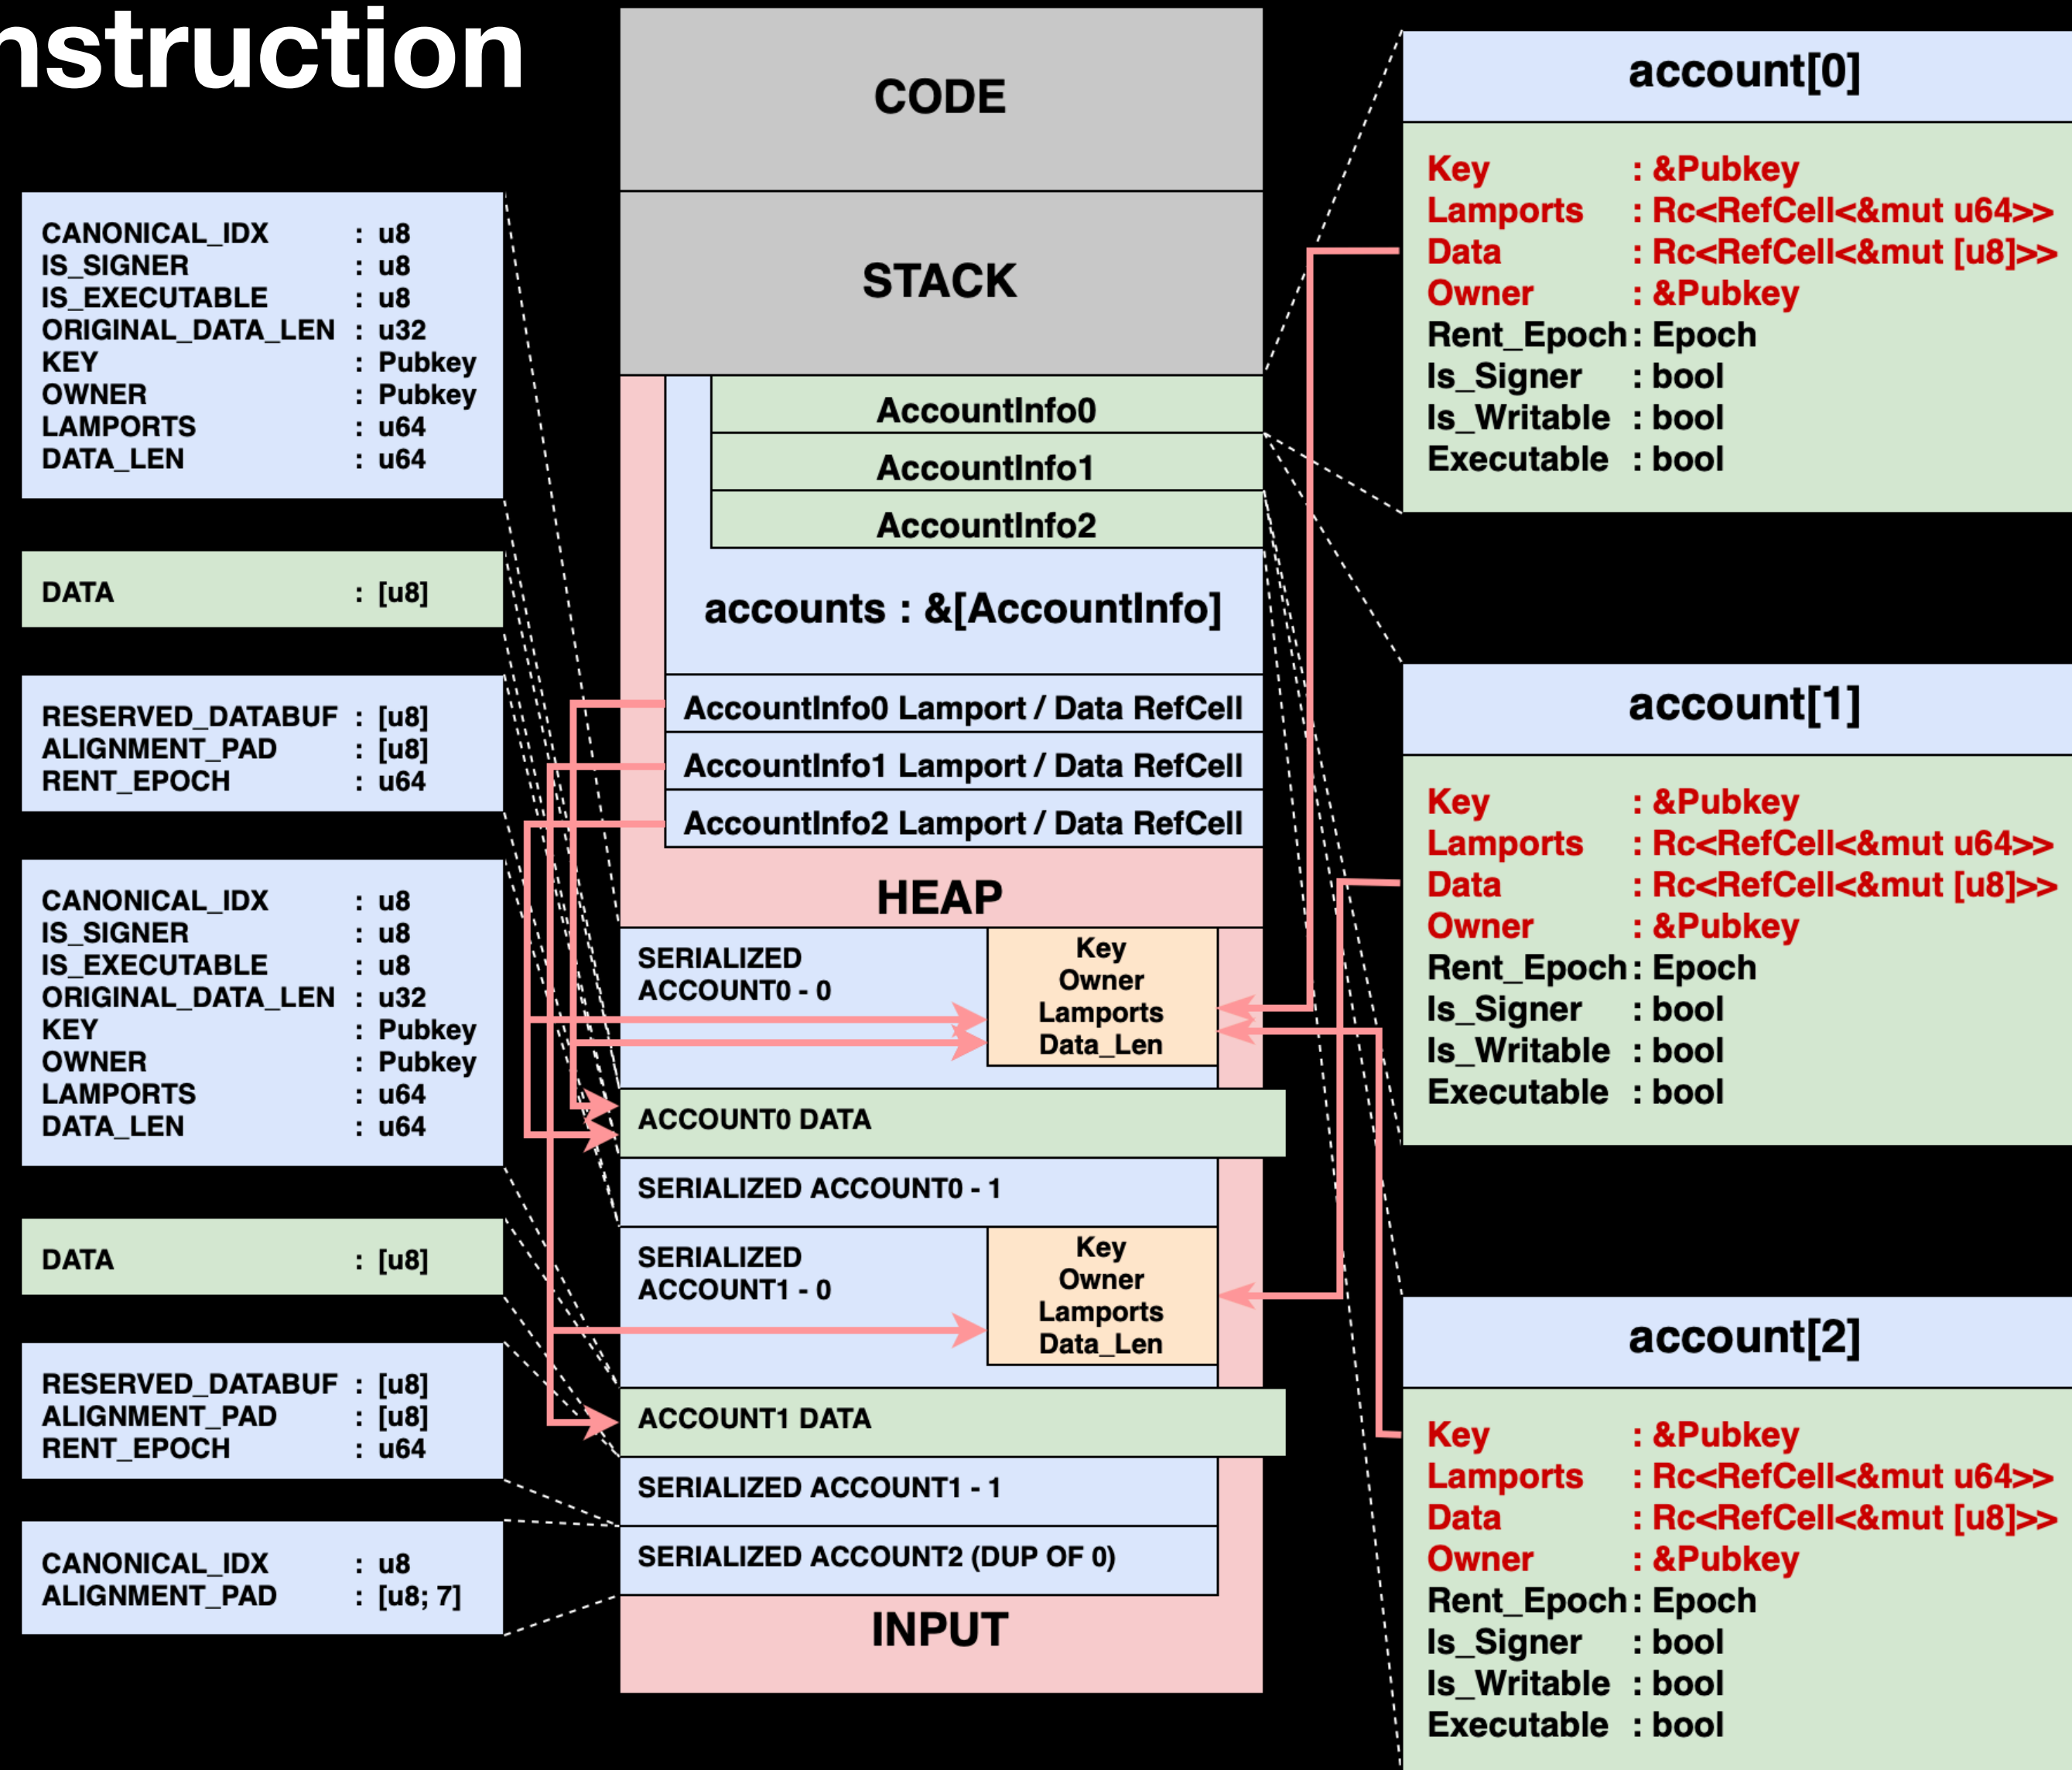 nstruction
CANONICAL_IDX : u8
IS_SIGNER : u8
IS_EXECUTABLE : u8
ORIGINAL_DATA_LEN : u32
KEY : Pubkey
OWNER : Pubkey
LAMPORTS : u64
DATA_LEN : u64
DATA : [u8]
RESERVED_DATABUF : [u8]
ALIGNMENT_PAD : [u8]
RENT_EPOCH : u64
CANONICAL_IDX : u8
IS_SIGNER : u8
IS_EXECUTABLE : u8
ORIGINAL_DATA_LEN : u32
KEY : Pubkey
OWNER : Pubkey
LAMPORTS : u64
DATA_LEN : u64
DATA : [u8]
RESERVED_DATABUF : [u8]
ALIGNMENT_PAD : [u8]
RENT_EPOCH : u64
CANONICAL_IDX : u8
ALIGNMENT_PAD : [u8; 7]
CODE
STACK
AccountInfo0
AccountInfo1
AccountInfo2
accounts : &[AccountInfo]
AccountInfo0 Lamport / Data RefCell
AccountInfo1 Lamport / Data RefCell
AccountInfo2 Lamport / Data RefCell
HEAP
SERIALIZED
ACCOUNT0 - 0
Key
Owner
Lamports
Data_Len
ACCOUNT0 DATA
SERIALIZED ACCOUNT0 - 1
SERIALIZED
ACCOUNT1 - 0
Key
Owner
Lamports
Data_Len
ACCOUNT1 DATA
SERIALIZED ACCOUNT1 - 1
SERIALIZED ACCOUNT2 (DUP OF 0)
INPUT
account[0]
Key : &Pubkey
Lamports : Rc<RefCell<&mut u64>>
Data : Rc<RefCell<&mut [u8]>>
Owner : &Pubkey
Rent_Epoch : Epoch
Is_Signer : bool
Is_Writable : bool
Executable : bool
account[1]
Key : &Pubkey
Lamports : Rc<RefCell<&mut u64>>
Data : Rc<RefCell<&mut [u8]>>
Owner : &Pubkey
Rent_Epoch : Epoch
Is_Signer : bool
Is_Writable : bool
Executable : bool
account[2]
Key : &Pubkey
Lamports : Rc<RefCell<&mut u64>>
Data : Rc<RefCell<&mut [u8]>>
Owner : &Pubkey
Rent_Epoch : Epoch
Is_Signer : bool
Is_Writable : bool
Executable : bool